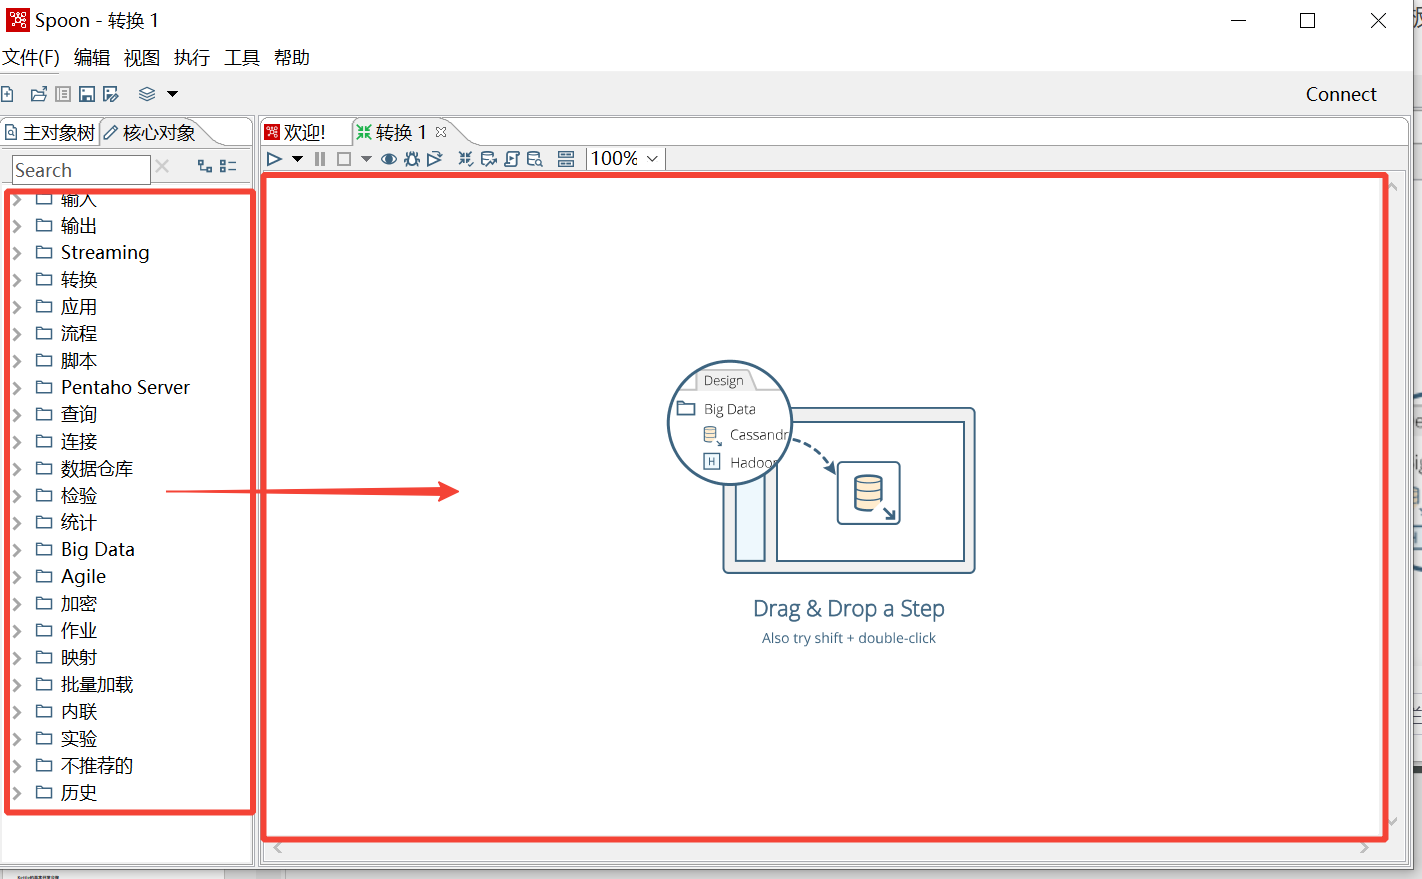 Spoon - 转换 1
文件(F) 编辑 视图 执行 工具 帮助
Connect
主对象树 核心对象
欢迎! 转换 1
Search
100%
输入
输出
Streaming
转换
应用
流程
脚本
Pentaho Server
查询
连接
数据仓库
检验
统计
Big Data
Agile
加密
作业
映射
批量加载
内联
实验
不推荐的
历史
Design
Big Data
Cassandr
H Hadoop
Drag & Drop a Step
Also try shift + double-click